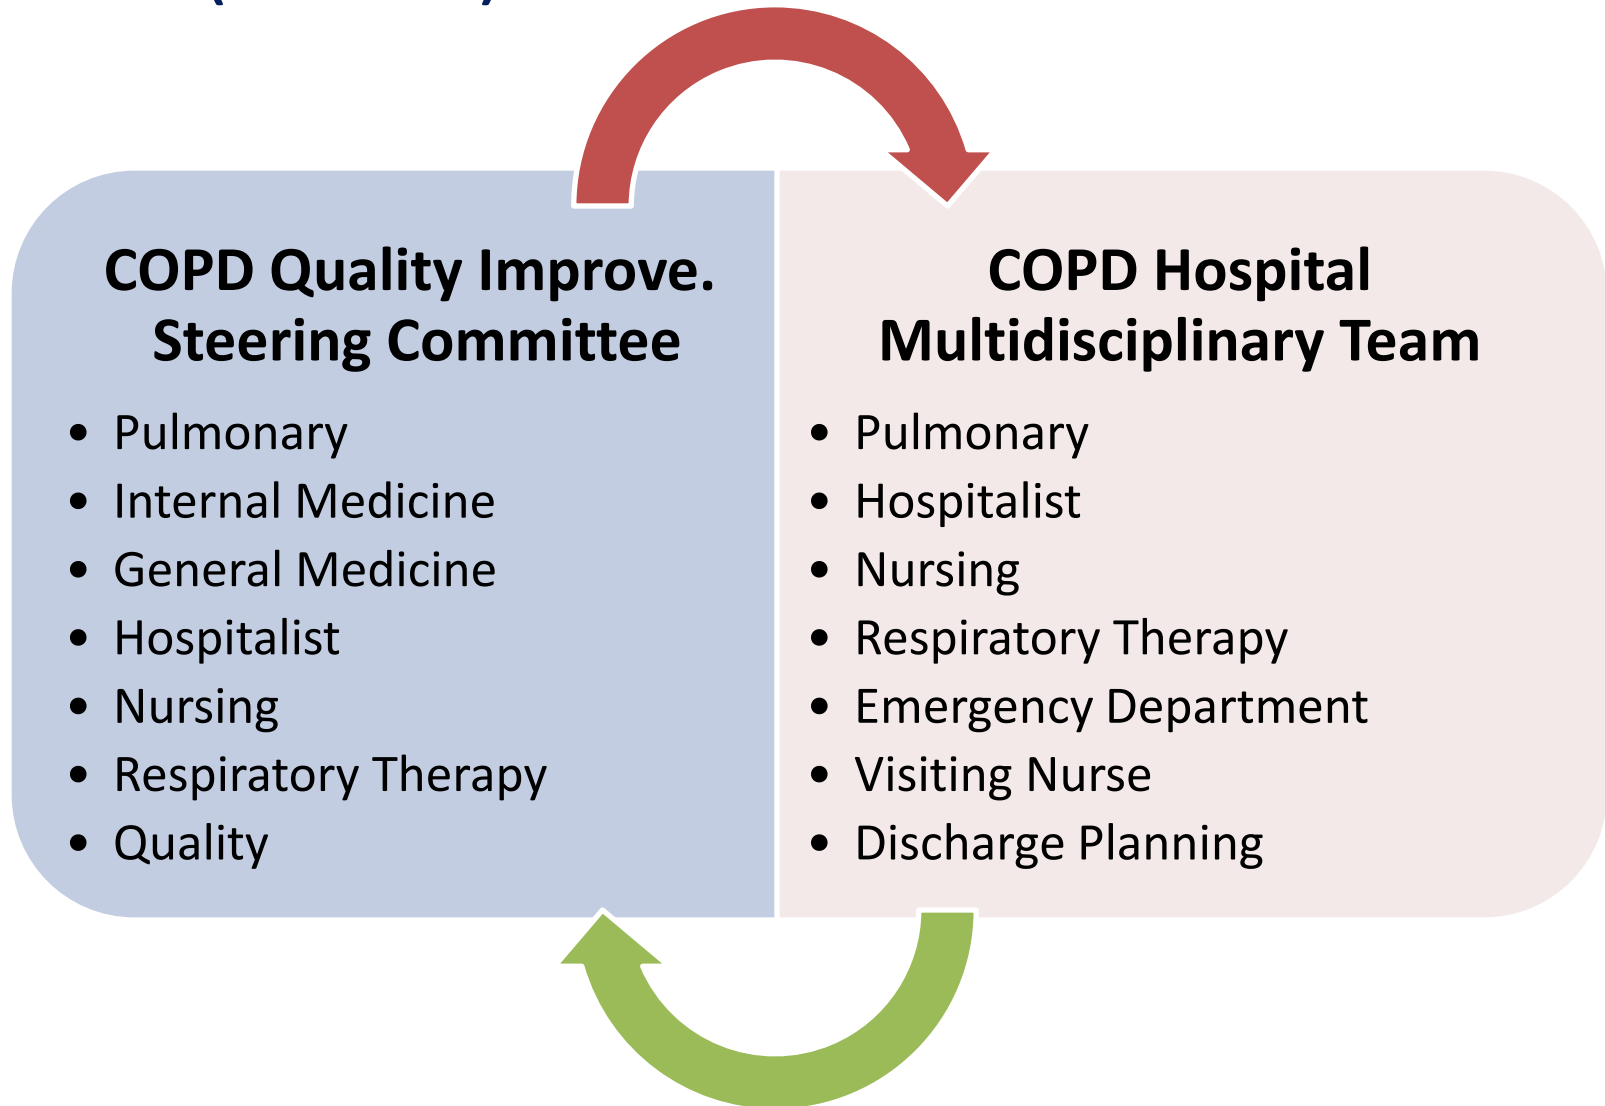 COPD Quality Improve.
Steering Committee
• Pulmonary
• Internal Medicine
• General Medicine
• Hospitalist
• Nursing
• Respiratory Therapy
• Quality
COPD Hospital
Multidisciplinary Team
• Pulmonary
• Hospitalist
• Nursing
• Respiratory Therapy
• Emergency Department
• Visiting Nurse
• Discharge Planning